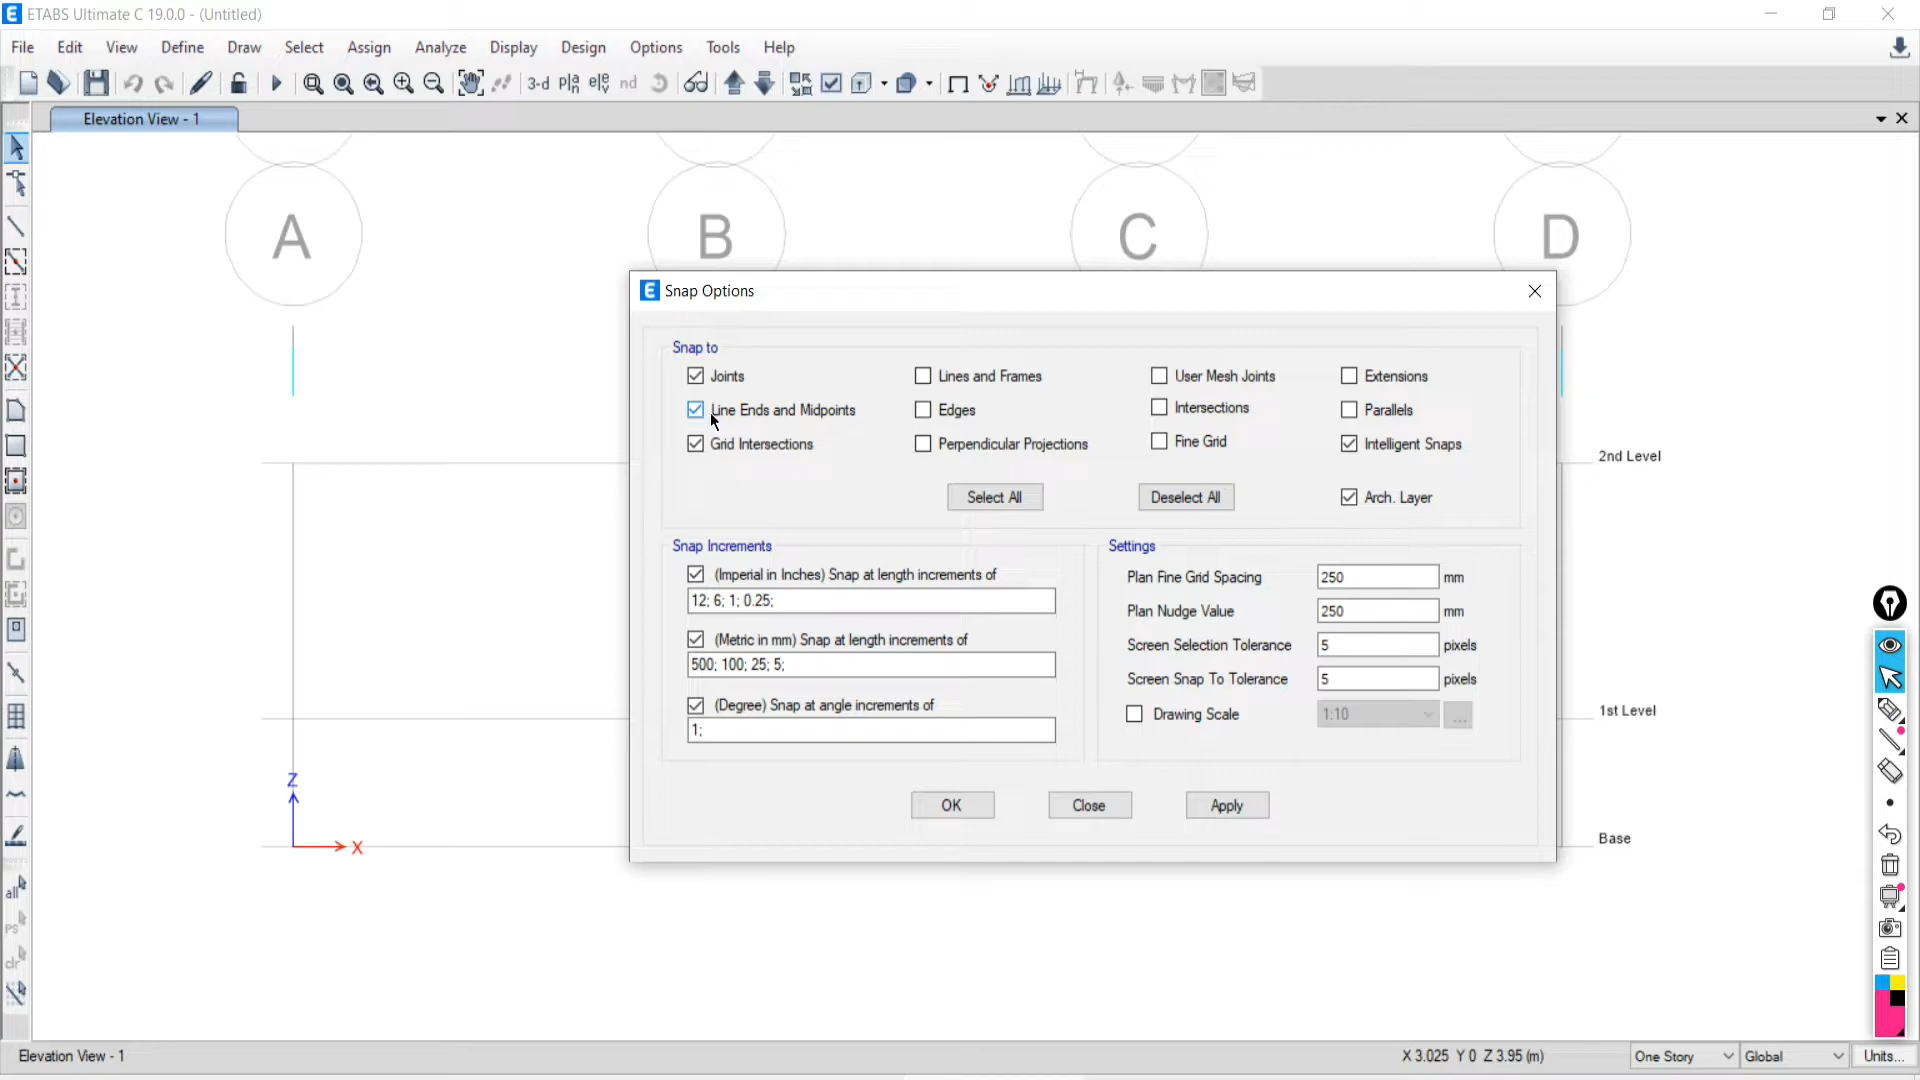 E ETABS Ultimate C 19.0.0 - (Untitled)
File Edit View Define Draw Select Assign Analyze Display Design Options Tools Help
3-d pla ele nd
Elevation View - 1
A B C D
E Snap Options
Snap to
Joints Lines and Frames User Mesh Joints Extensions
Line Ends and Midpoints Edges Intersections Parallels
Grid Intersections Perpendicular Projections Fine Grid Intelligent Snaps
2nd Level
Select All Deselect All Arch. Layer
Snap Increments Settings
(Imperial in Inches) Snap at length increments of Plan Fine Grid Spacing 250 mm
12; 6; 1; 0.25; Plan Nudge Value 250 mm
(Metric in mm) Snap at length increments of Screen Selection Tolerance 5 pixels
500; 100; 25; 5; Screen Snap To Tolerance 5 pixels
(Degree) Snap at angle increments of Drawing Scale 1:10 ...
1;
1st Level
Z
OK Close Apply
X
Base
all
ps
clr
Elevation View - 1 X 3.025 Y 0 Z 3.95 (m) One Story Global Units...